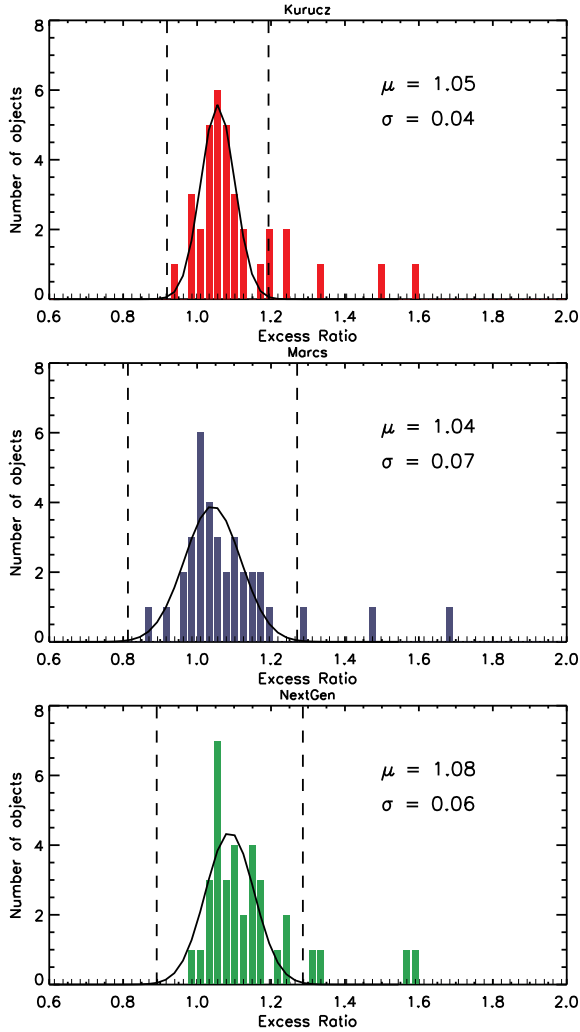 Kurucz
8
6
4
2
0
Number of objects
μ = 1.05
σ = 0.04
0.6 0.8 1.0 1.2 1.4 1.6 1.8 2.0
Excess Ratio
Marcs
8
6
4
2
0
Number of objects
μ = 1.04
σ = 0.07
0.6 0.8 1.0 1.2 1.4 1.6 1.8 2.0
Excess Ratio
NextGen
8
6
4
2
0
Number of objects
μ = 1.08
σ = 0.06
0.6 0.8 1.0 1.2 1.4 1.6 1.8 2.0
Excess Ratio